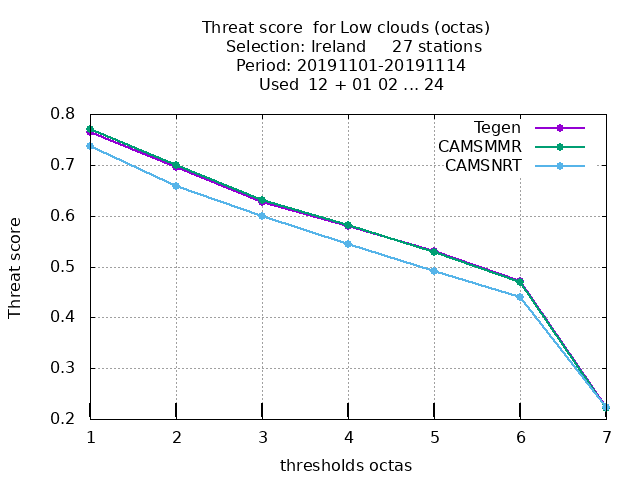 Threat score  for Low clouds (octas)
Selection: Ireland     27 stations
Period: 20191101-20191114
Used  12 + 01 02 ... 24
Tegen
CAMSMMR
CAMSNRT
0.8
0.7
0.6
0.5
0.4
0.3
0.2
Threat score
1 2 3 4 5 6 7
thresholds octas